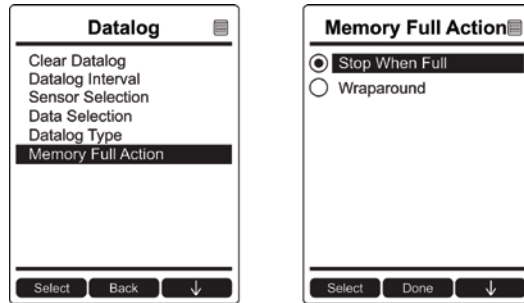 Datalog
Clear Datalog
Datalog Interval
Sensor Selection
Data Selection
Datalog Type
Memory Full Action
Select Back ↓
Memory Full Action
Stop When Full
Wraparound
Select Done ↓